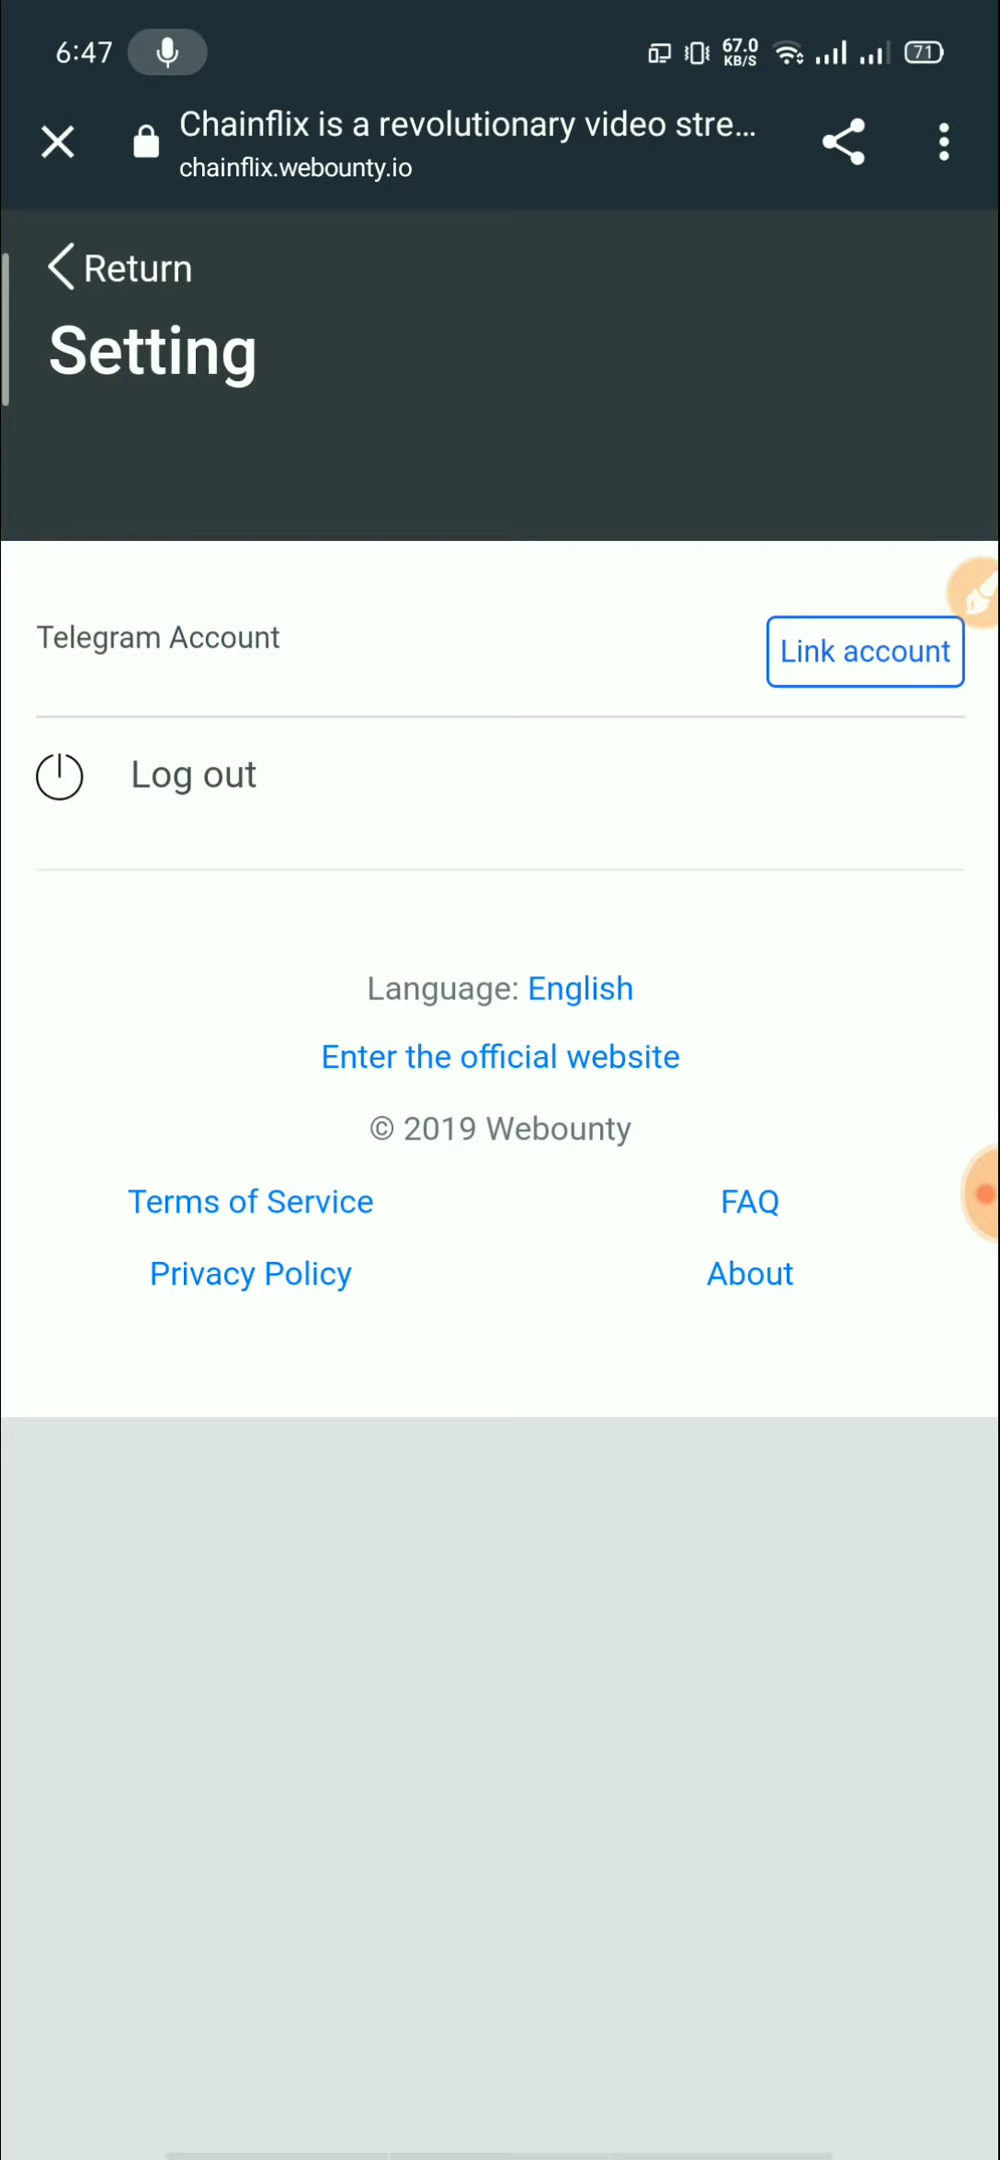 6:47
67.0
KB/S
71
Chainflix is a revolutionary video stre...
chainflix.webounty.io
Return
Setting
Telegram Account
Link account
Log out
Language: English
Enter the official website
© 2019 Webounty
Terms of Service
FAQ
Privacy Policy
About